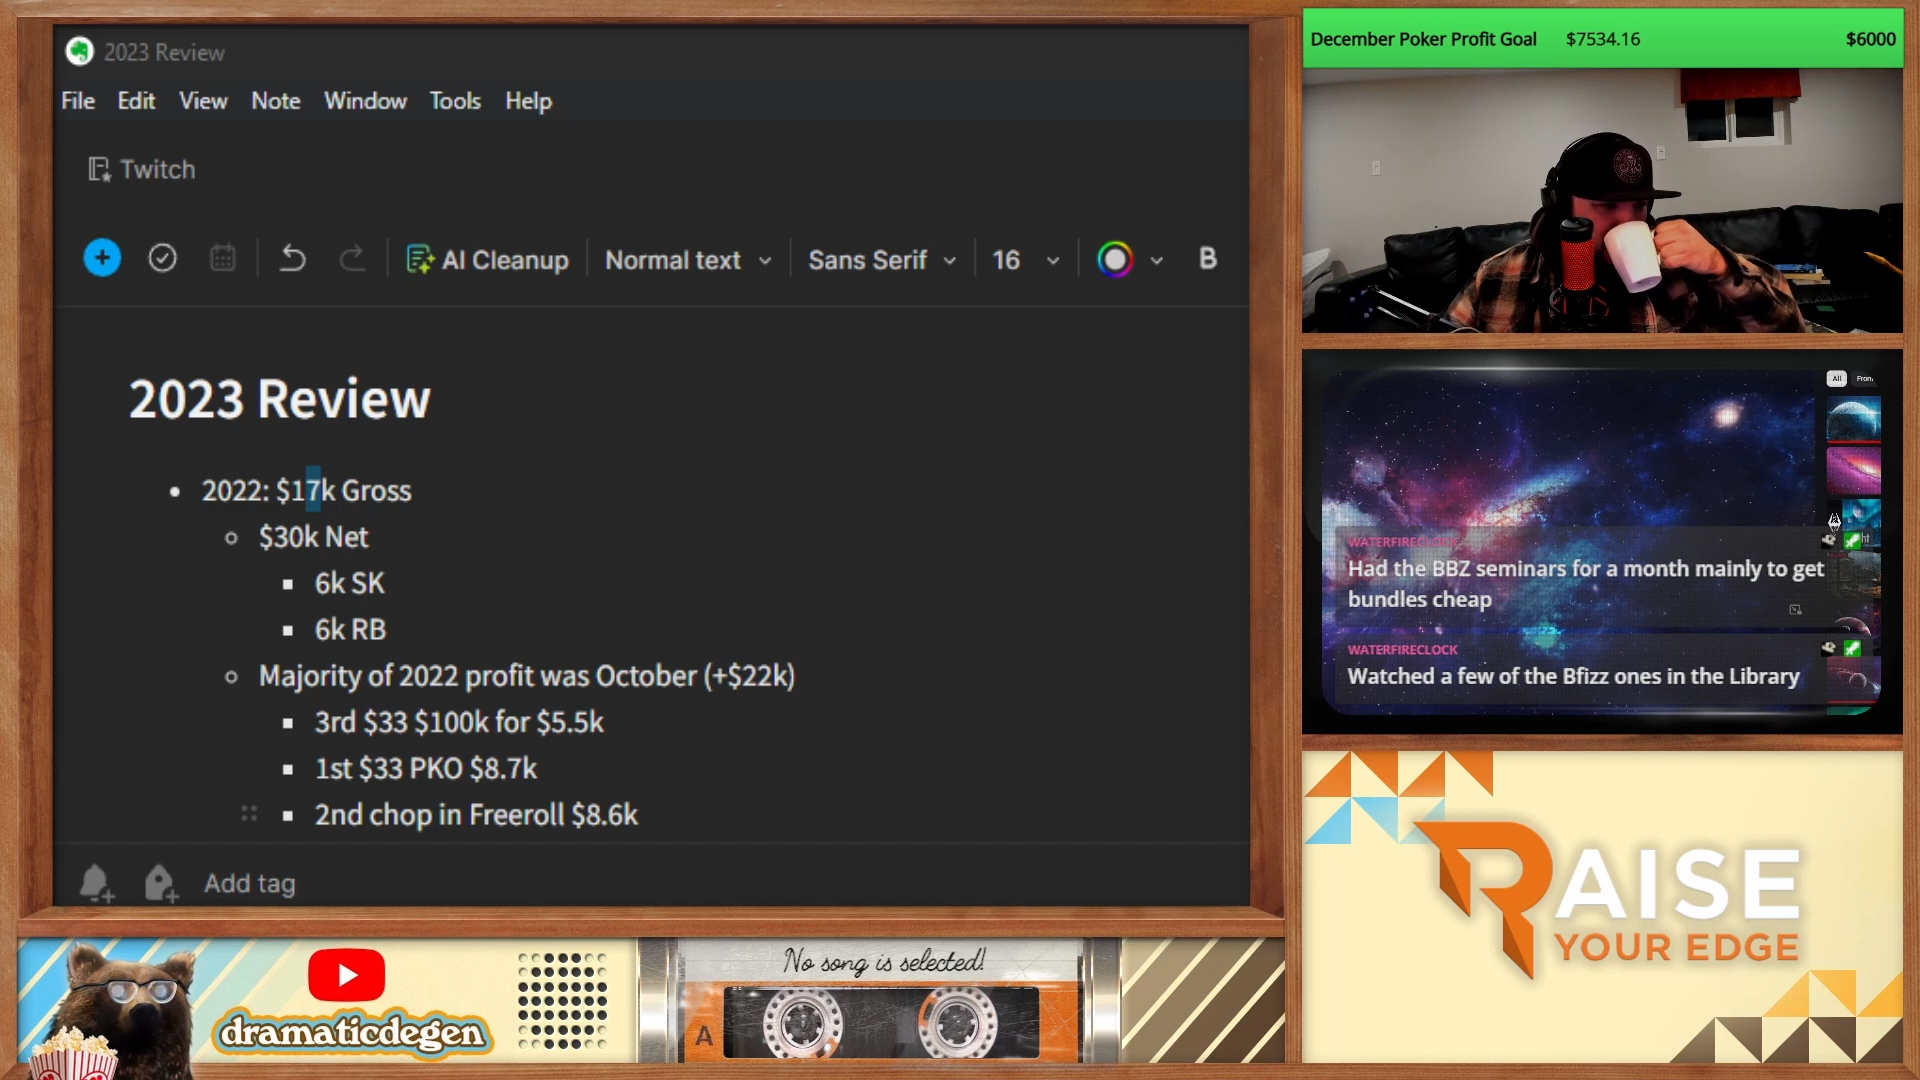 2023 Review
File Edit View Note Window Tools Help
Twitch
AI Cleanup Normal text Sans Serif 16 B
2023 Review
2022: $17k Gross
$30k Net
6k SK
6k RB
Majority of 2022 profit was October (+$22k)
3rd $33 $100k for $5.5k
1st $33 PKO $8.7k
2nd chop in Freeroll $8.6k
Add tag
December Poker Profit Goal $7534.16 $6000
All
WATERFIRECLOCK
Had the BBZ seminars for a month mainly to get
bundles cheap
WATERFIRECLOCK
Watched a few of the Bfizz ones in the Library
RAISE
YOUR EDGE
dramaticdegen
No song is selected!
A